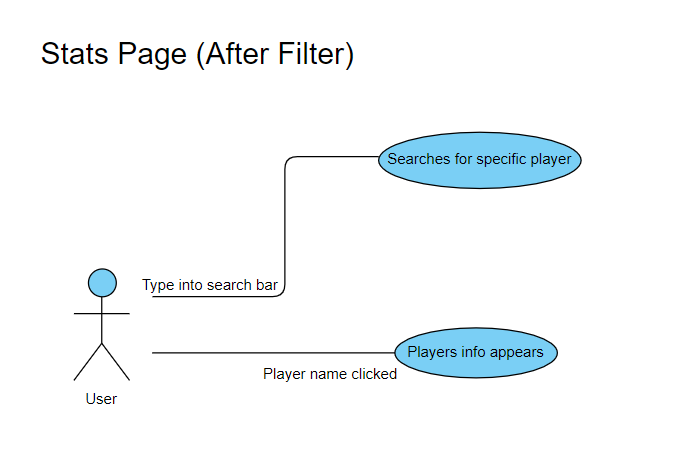 Stats Page (After Filter)
Searches for specific player
Type into search bar
Players info appears
Player name clicked
User